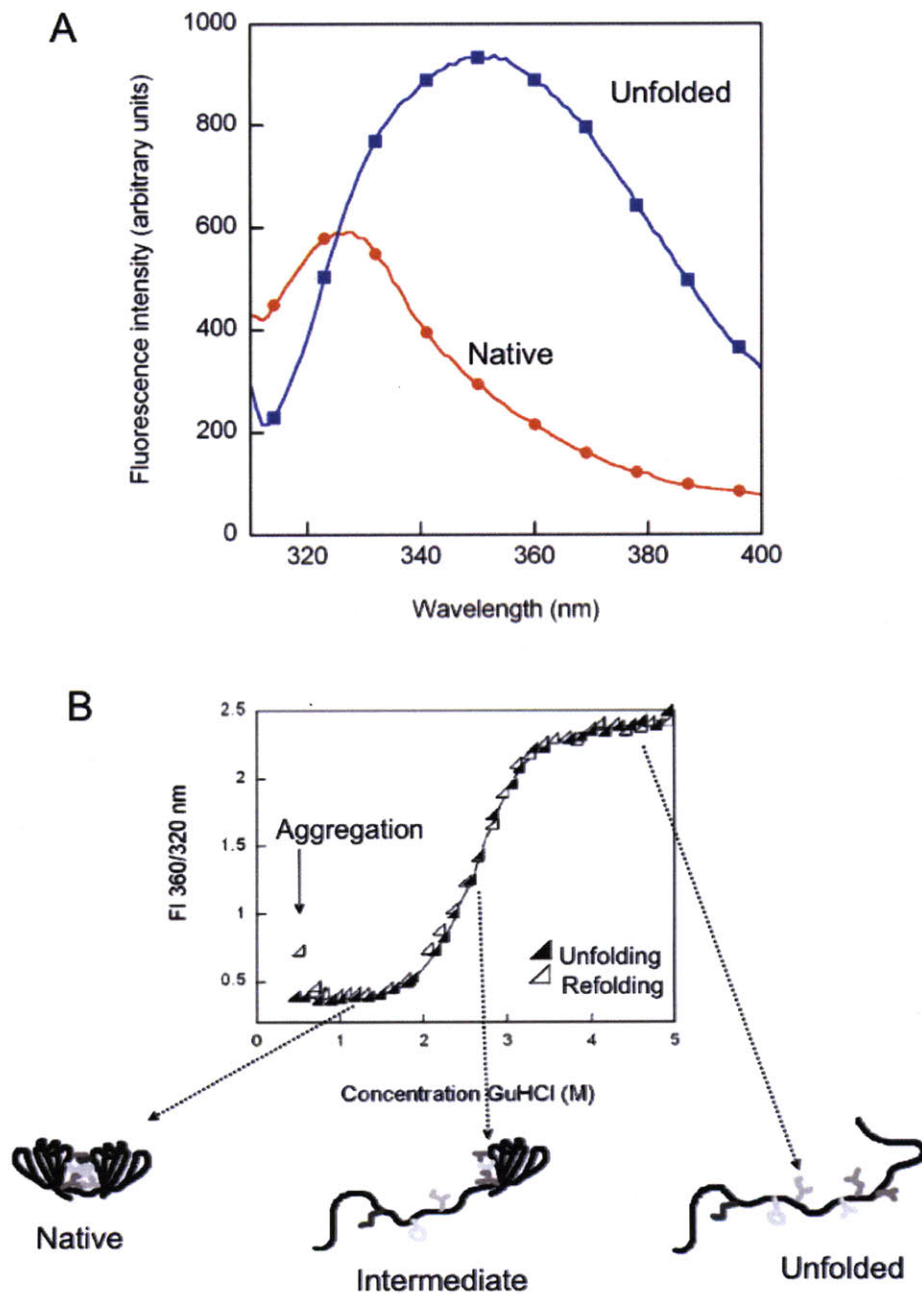 A
1000
800
600
400
200
0
Unfolded
Native
320
340
360
380
400
Fluorescence intensity (arbitrary units)
Wavelength (nm)
B
2.5
2
1.5
1
0.5
0
1
2
3
4
5
FI 360/320 nm
Aggregation
Unfolding
Refolding
Concentration GuHCl (M)
Native
Intermediate
Unfolded